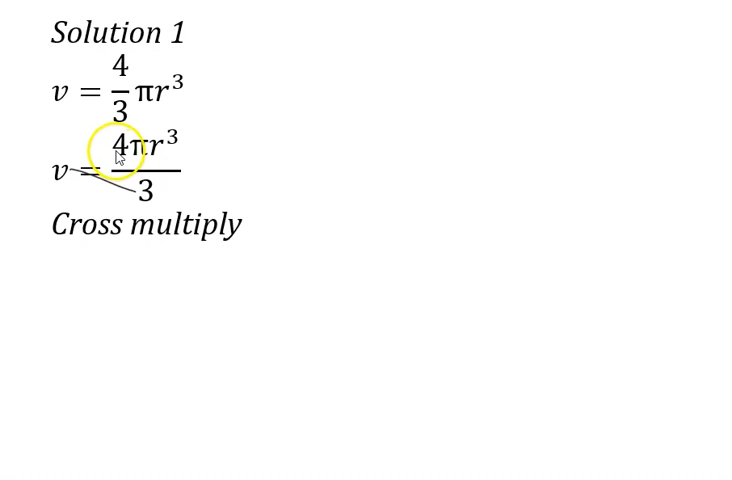 Solution 1
v = 4/3 πr³
v = 4πr³/3
Cross multiply